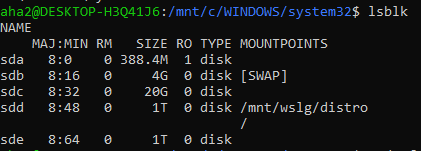 aha2@DESKTOP-H3Q41J6:/mnt/c/WINDOWS/system32$ lsblk
NAME
     MAJ:MIN RM   SIZE RO TYPE MOUNTPOINTS
sda    8:0    0 388.4M  1 disk
sdb    8:16   0     4G  0 disk [SWAP]
sdc    8:32   0    20G  0 disk
sdd    8:48   0     1T  0 disk /mnt/wslg/distro
                               /
sde    8:64   0     1T  0 disk